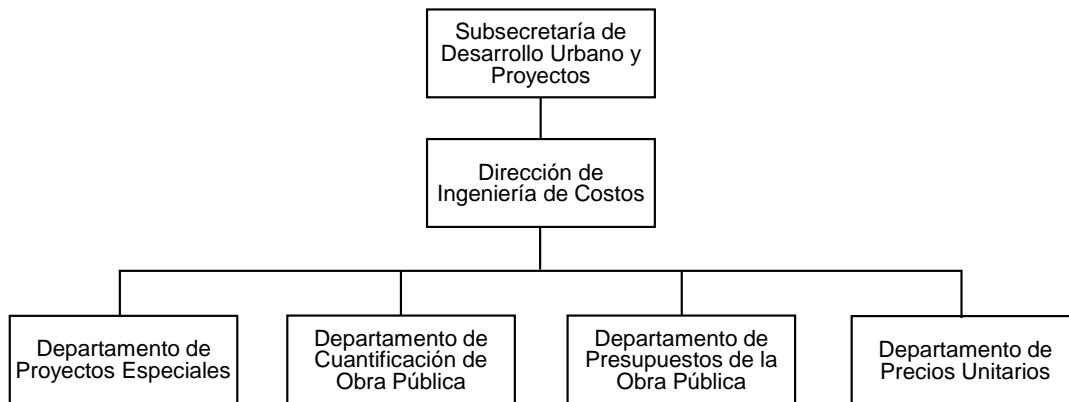 Subsecretaría de
Desarrollo Urbano y
Proyectos
Dirección de
Ingeniería de Costos
Departamento de
Proyectos Especiales
Departamento de
Cuantificación de
Obra Pública
Departamento de
Presupuestos de la
Obra Pública
Departamento de
Precios Unitarios